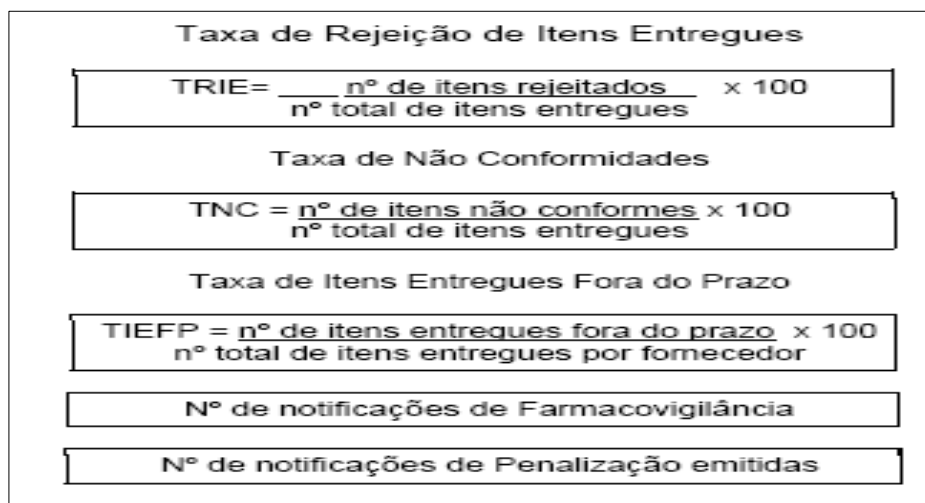 Taxa de Rejeição de Itens Entregues
TRIE= ___ nº de itens rejeitados__ x 100
nº total de itens entregues
Taxa de Não Conformidades
TNC = nº de itens não conformes x 100
nº total de itens entregues
Taxa de Itens Entregues Fora do Prazo
TIEFP = nº de itens entregues fora do prazo x 100
nº total de itens entregues por fornecedor
Nº de notificações de Farmacovigilância
Nº de notificações de Penalização emitidas